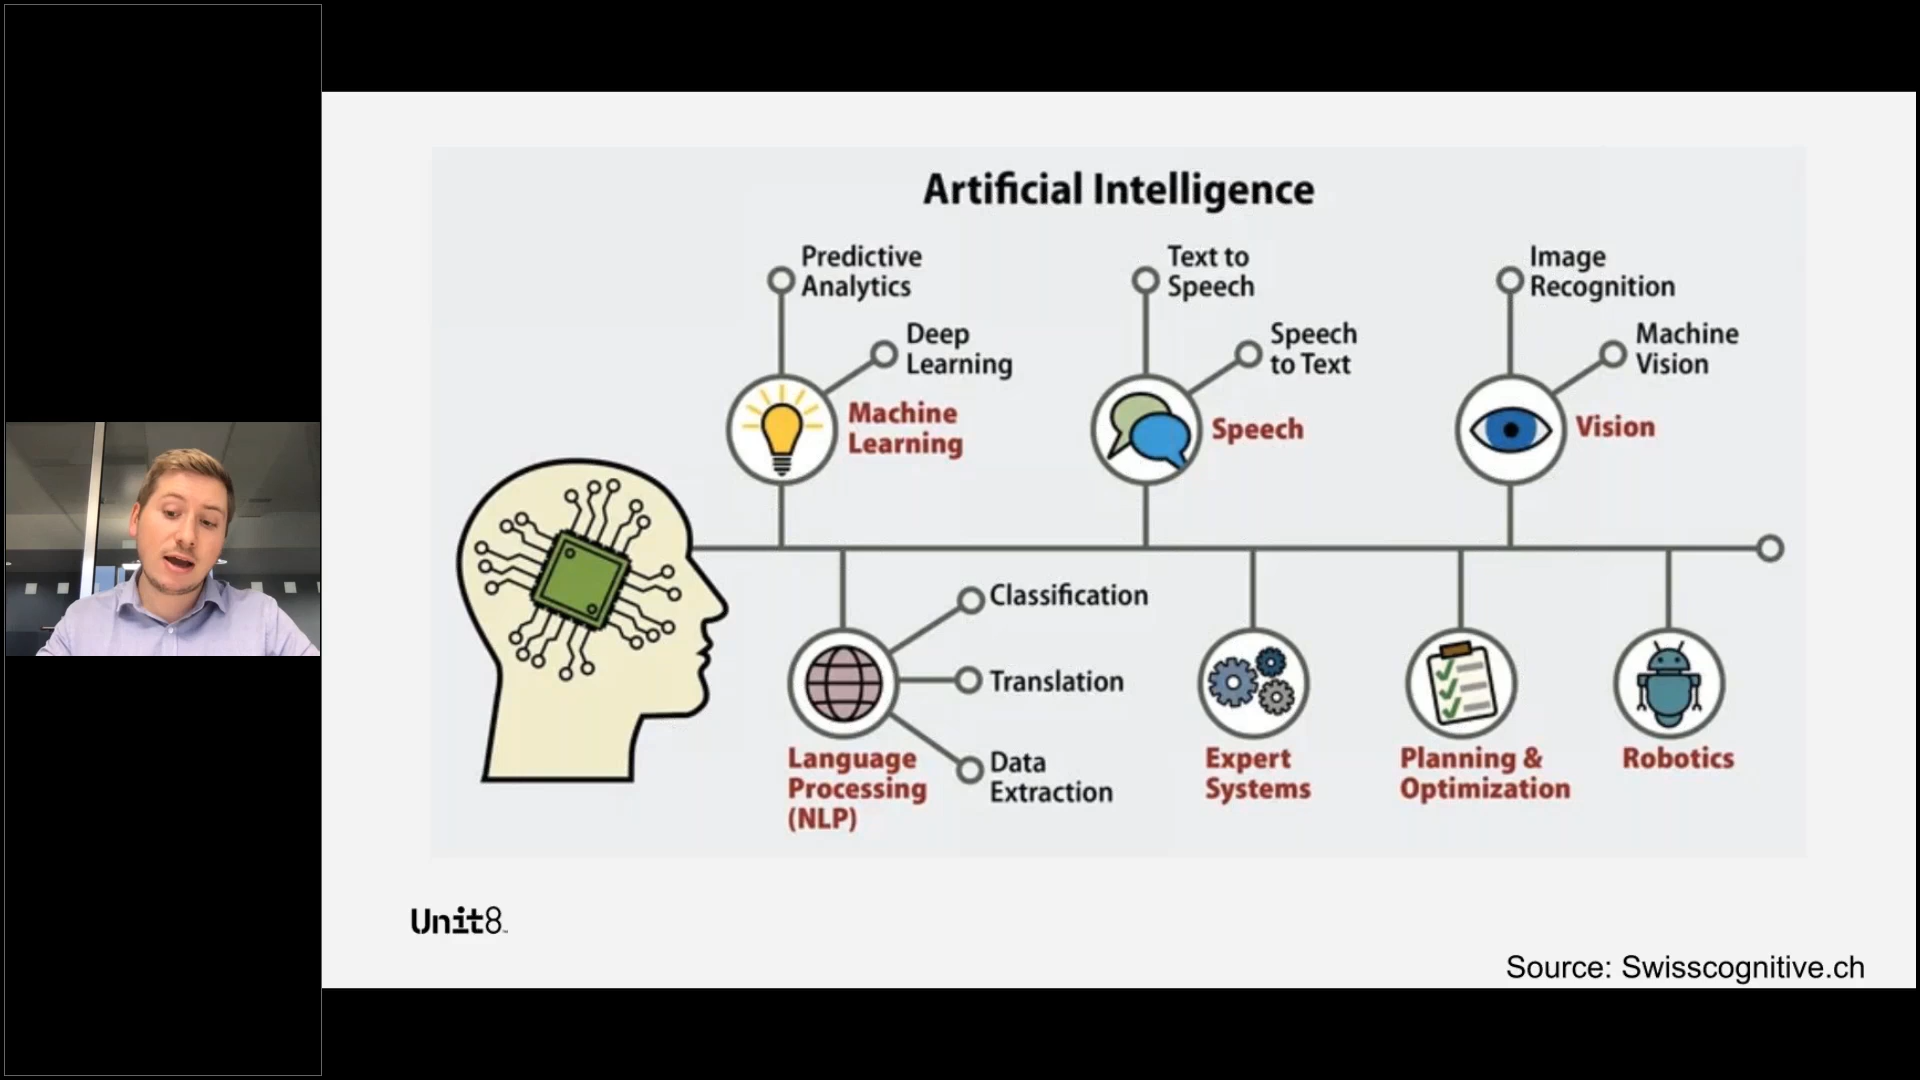 Artificial Intelligence
Predictive
Analytics
Deep
Learning
Machine
Learning
Text to
Speech
Speech
to Text
Speech
Image
Recognition
Machine
Vision
Vision
Classification
Translation
Data
Extraction
Language
Processing
(NLP)
Expert
Systems
Planning &
Optimization
Robotics
Unit8
Source: Swisscognitive.ch